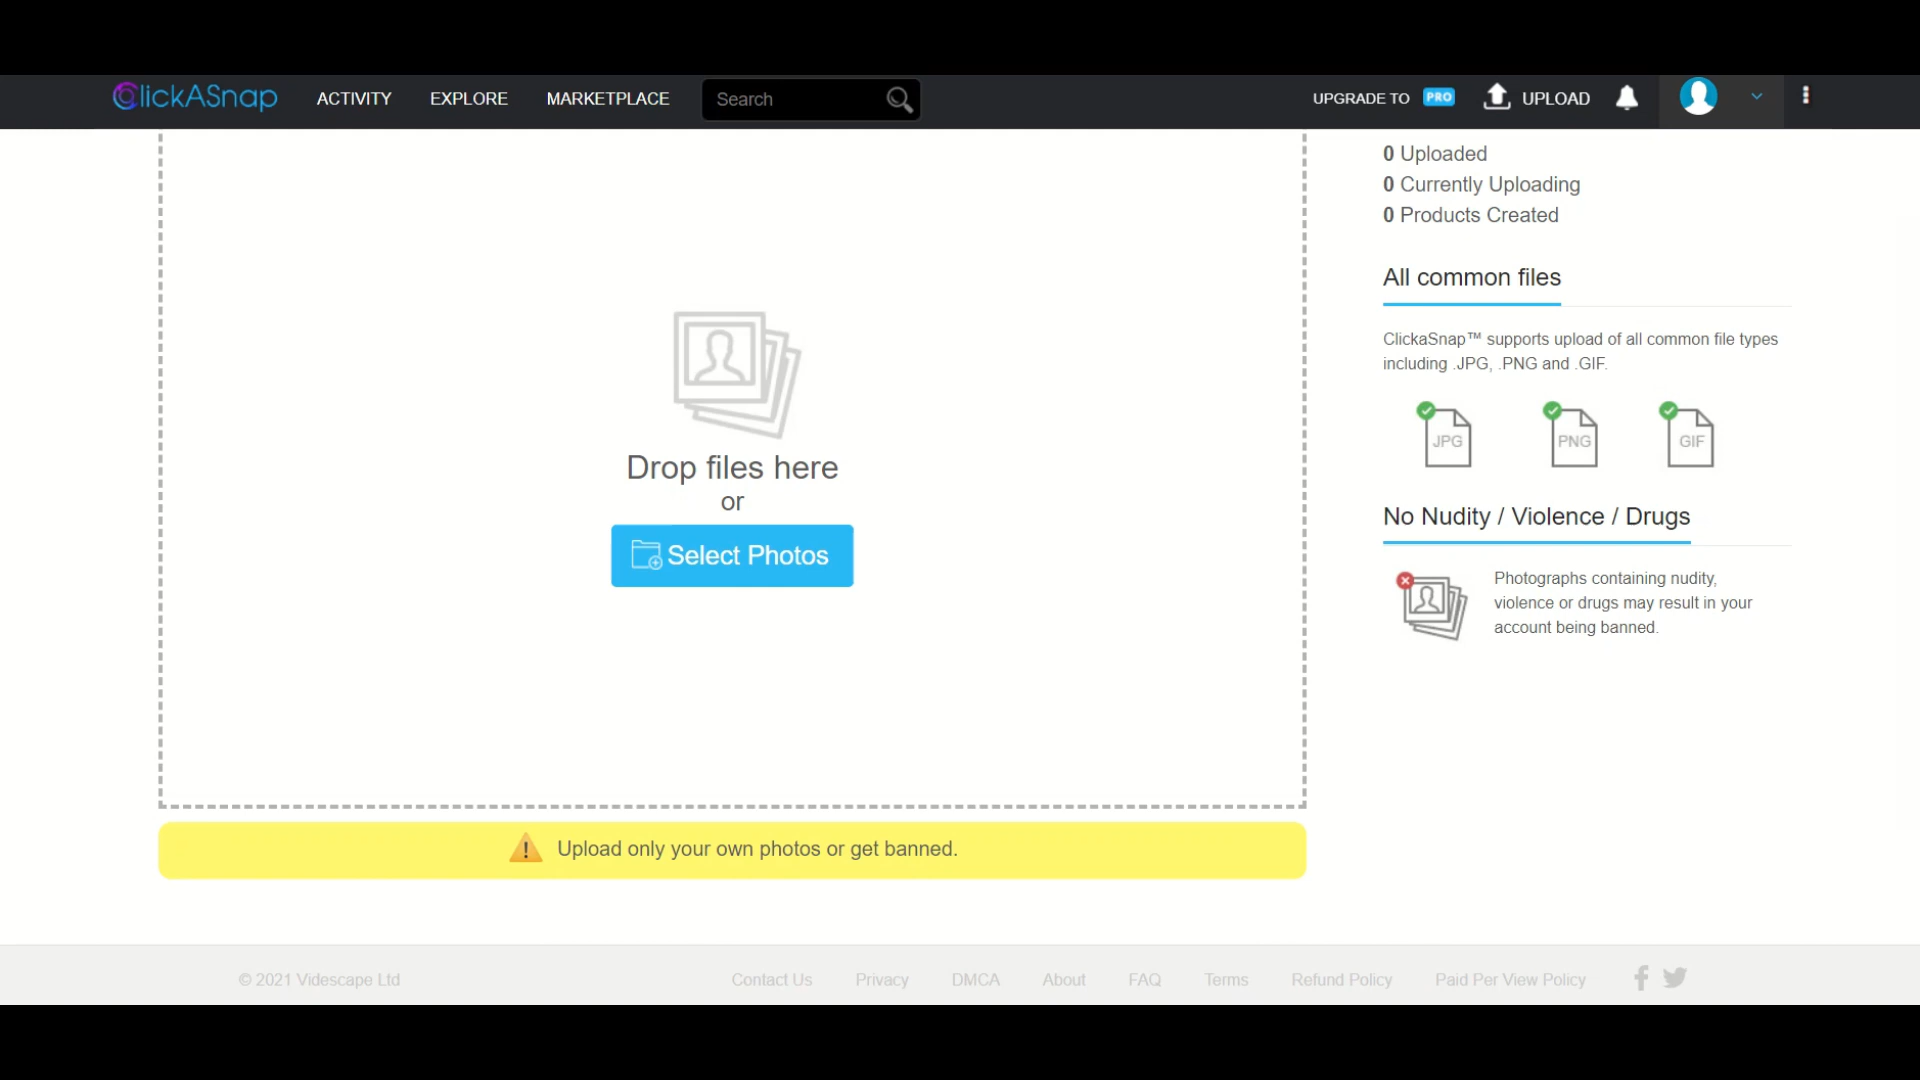 ClickASnap
ACTIVITY
EXPLORE
MARKETPLACE
Search
UPGRADE TO PRO
UPLOAD
0 Uploaded
0 Currently Uploading
0 Products Created
All common files
ClickaSnap™ supports upload of all common file types
including .JPG, .PNG and .GIF.
JPG
PNG
GIF
Drop files here
or
Select Photos
No Nudity / Violence / Drugs
Photographs containing nudity,
violence or drugs may result in your
account being banned.
Upload only your own photos or get banned.
© 2021 Videscape Ltd
Contact Us
Privacy
DMCA
About
FAQ
Terms
Refund Policy
Paid Per View Policy